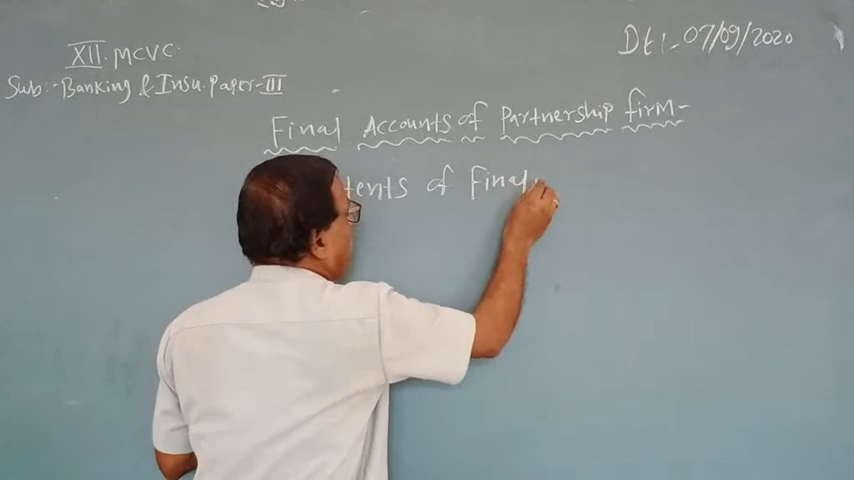 XII. MCVC.
Dt:- 07/09/2020
Sub:- Banking & Insu. Paper-III
Final Accounts of Partnership firm-
tents of Final